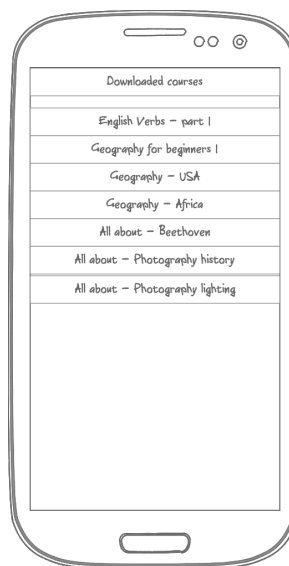 Downloaded courses
English Verbs - part 1
Geography for beginners 1
Geography - USA
Geography - Africa
All about - Beethoven
All about - Photography history
All about - Photography lighting